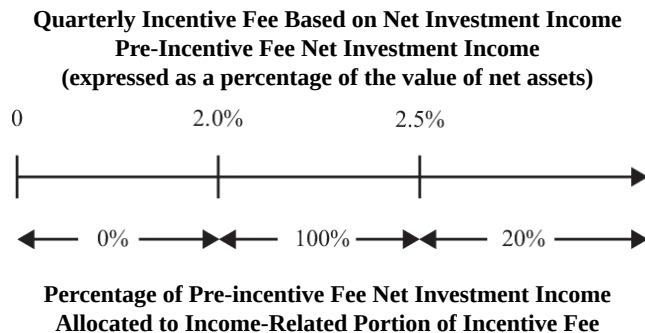 Quarterly Incentive Fee Based on Net Investment Income
Pre-Incentive Fee Net Investment Income
(expressed as a percentage of the value of net assets)
0 2.0% 2.5%
0% 100% 20%
Percentage of Pre-incentive Fee Net Investment Income
Allocated to Income-Related Portion of Incentive Fee